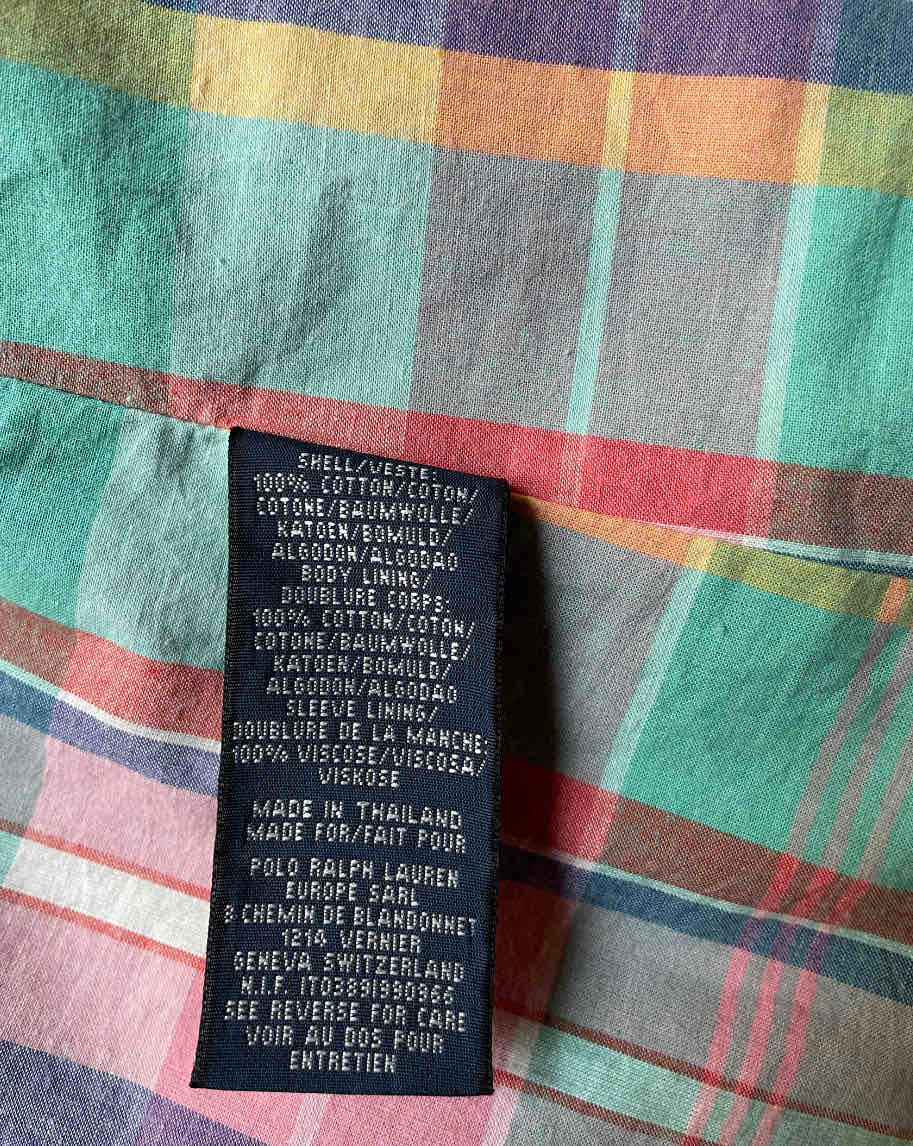 SHELL/VESTE:
100% COTTON/COTON/
COTONE/BAUMWOLLE/
KATOEN/BOMULD/
ALGODON/ALGODAO
BODY LINING/
DOUBLURE CORPS:
100% COTTON/COTON/
COTONE/BAUMWOLLE/
KATOEN/BOMULD/
ALGODON/ALGODAO
SLEEVE LINING/
DOUBLURE DE LA MANCHE:
100% VISCOSE/VISCOSA/
VISKOSE
MADE IN THAILAND
MADE FOR/FAIT POUR
POLO RALPH LAUREN
EUROPE SARL
8 CHEMIN DE BLANDONNET
1214 VERNIER
GENEVA SWITZERLAND
N.I.F.
SEE REVERSE FOR CARE
VOIR AU DOS POUR
ENTRETIEN